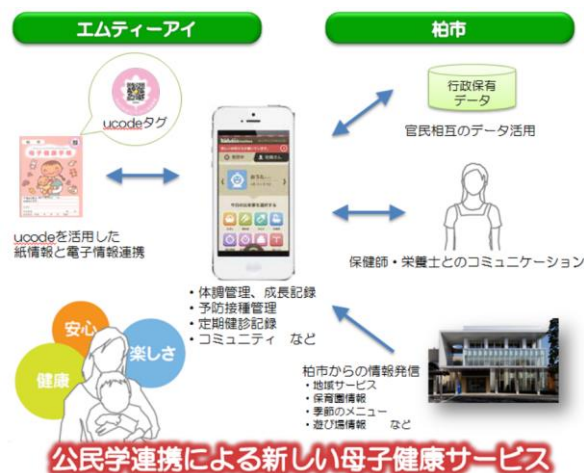 エムティーアイ
柏市
ucodeタグ
母子健康手帳
ucodeを活用した
紙情報と電子情報連携
・体調管理、成長記録
・予防接種管理
・定期健診記録
・コミュニティ など
行政保有
データ
官民相互のデータ活用
保健師・栄養士とのコミュニケーション
柏市からの情報発信
・地域サービス
・保育園情報
・季節のメニュー
・遊び場情報 など
安心
楽しさ
健康
公民学連携による新しい母子健康サービス